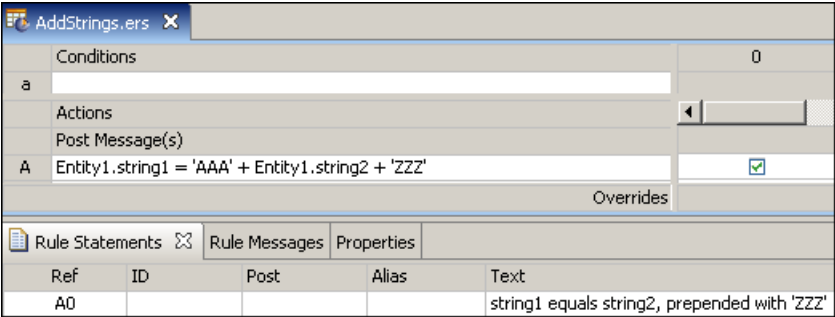 AddStrings.ers
Conditions 0
a
Actions
Post Message(s)
A Entity1.string1 = 'AAA' + Entity1.string2 + 'ZZZ'
Overrides
Rule Statements Rule Messages Properties
Ref ID Post Alias Text
A0 string1 equals string2, prepended with 'ZZZ'